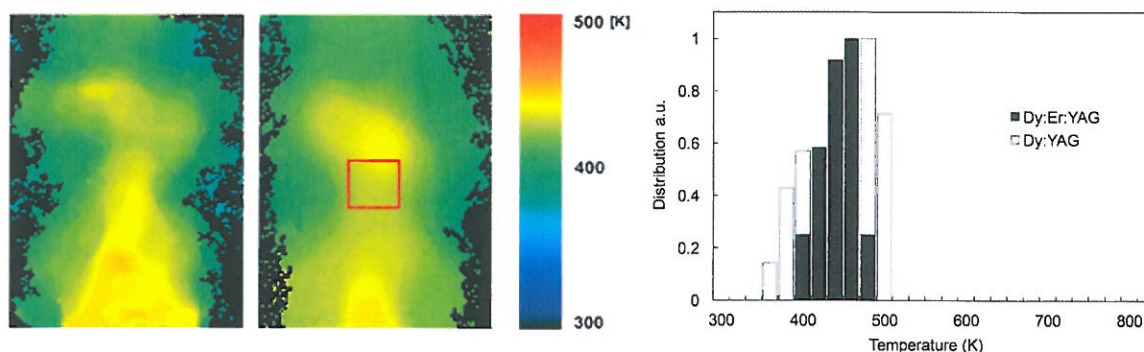 500 [K]
400
300
Distribution a.u.
1
0.8
0.6
0.4
0.2
0
300 400 500 600 700 800
Temperature (K)
Dy:Er:YAG
Dy:YAG